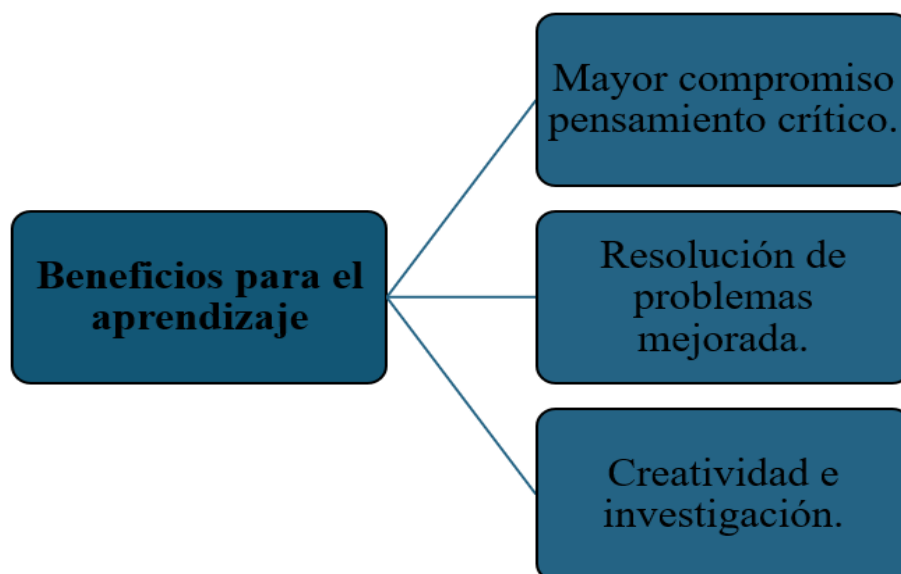 Mayor compromiso
pensamiento crítico.
Beneficios para el
aprendizaje
Resolución de
problemas
mejorada.
Creatividad e
investigación.